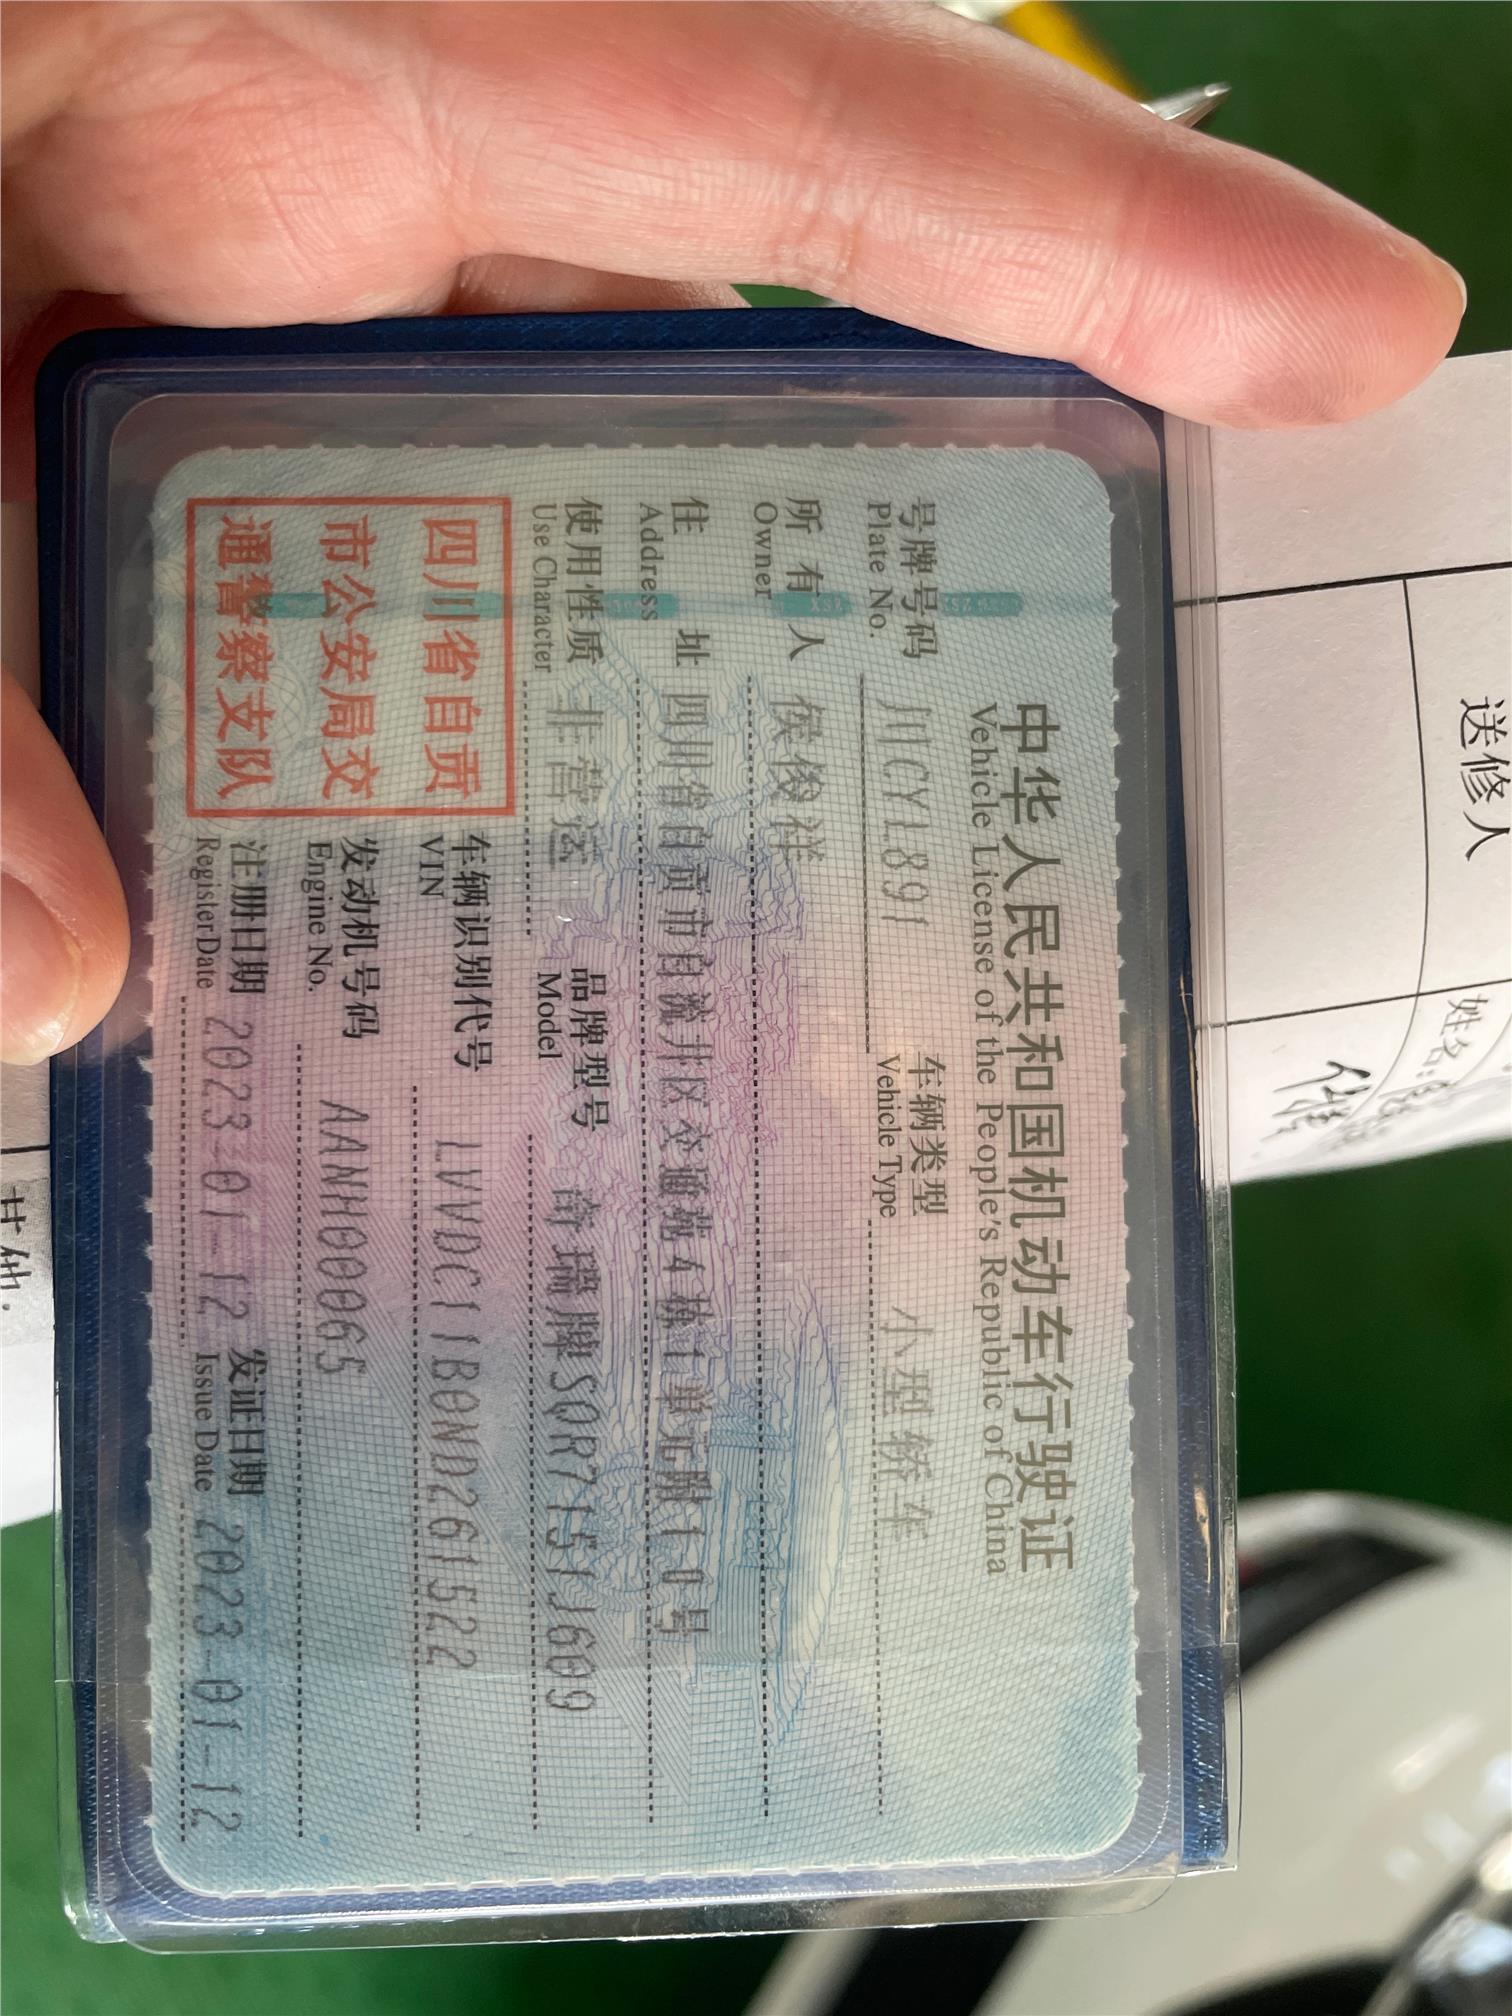 中华人民共和国机动车行驶证
Vehicle License of the People's Republic of China
号牌号码 川CYL891 车辆类型 小型轿车
Plate No. Vehicle Type
所有人 侯俊祥
Owner
住址 四川省自贡市自流井区交通苑4栋1单元附10号
Address
使用性质 非营运 品牌型号 奇瑞牌SQR7151J609
Use Character Model
四川省自贡
市公安局交
通警察支队
车辆识别代号 LVVDC11B0ND261522
VIN
发动机号码 AANH00065
Engine No.
注册日期 2023-01-12 发证日期 2023-01-12
Register Date Issue Date
送修人
姓名:
其他: